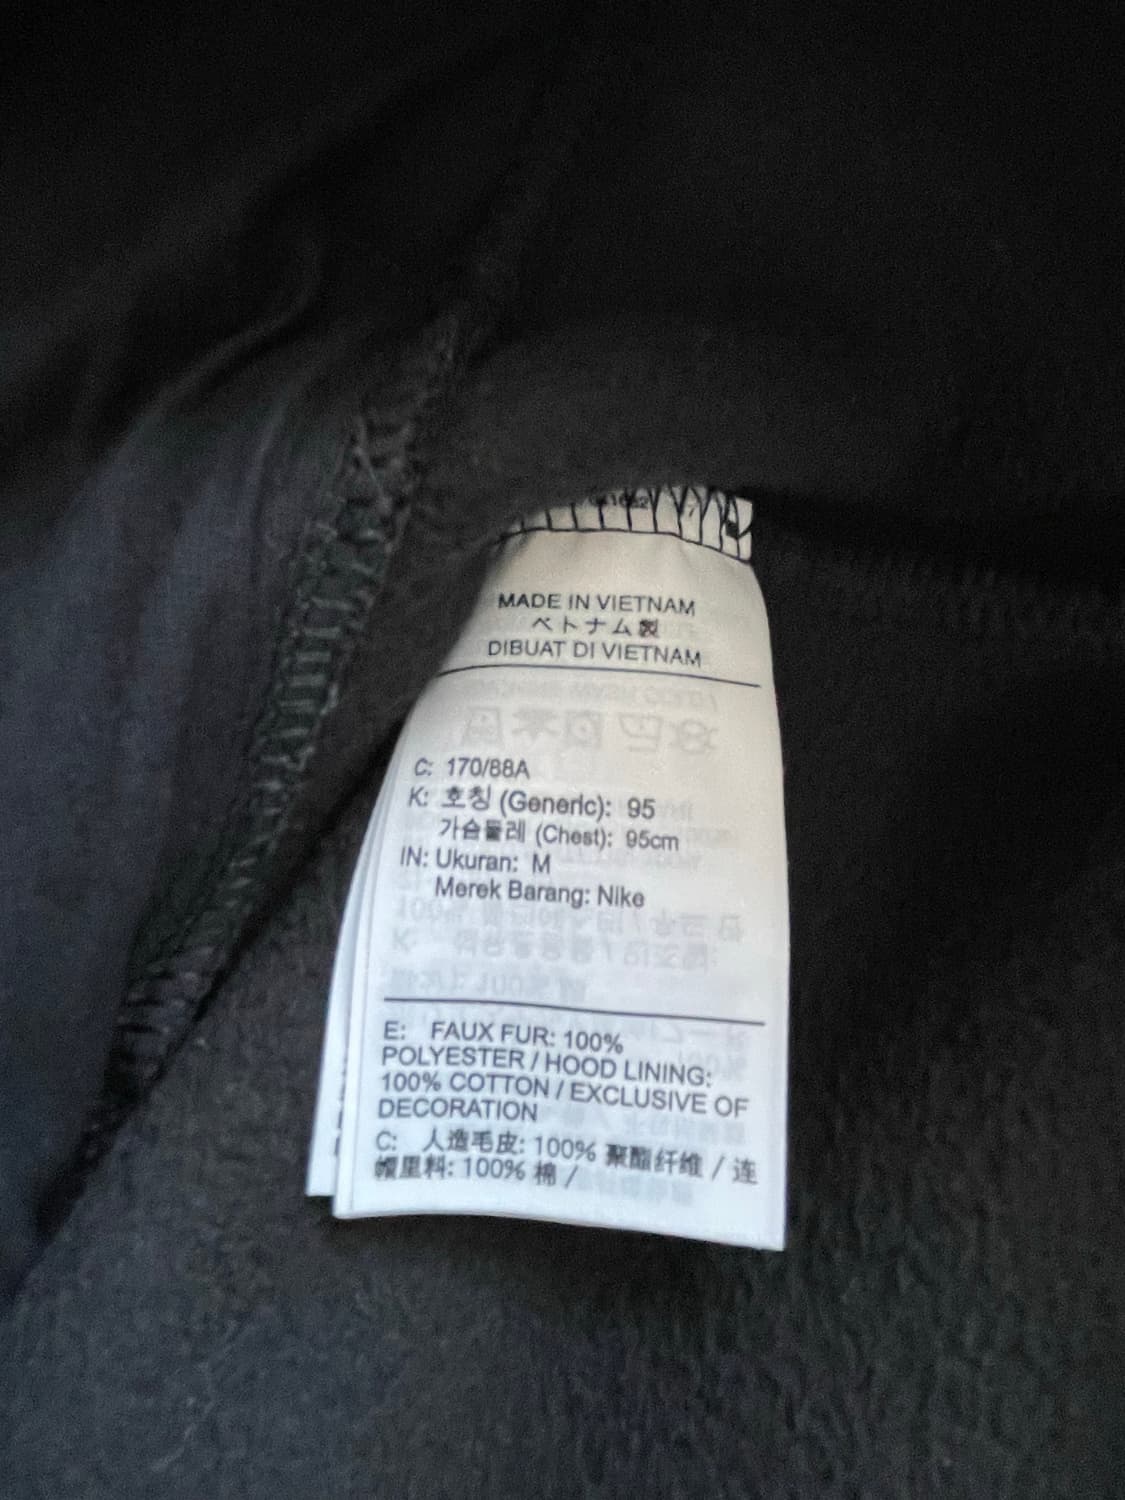 MADE IN VIETNAM
ベトナム製
DIBUAT DI VIETNAM
C: 170/88A
K: 호칭 (Generic): 95
가슴둘레 (Chest): 95cm
IN: Ukuran: M
Merek Barang: Nike
E: FAUX FUR: 100%
POLYESTER / HOOD LINING:
100% COTTON / EXCLUSIVE OF
DECORATION
C: 人造毛皮: 100% 聚酯纤维 / 连
帽里料: 100% 棉 /